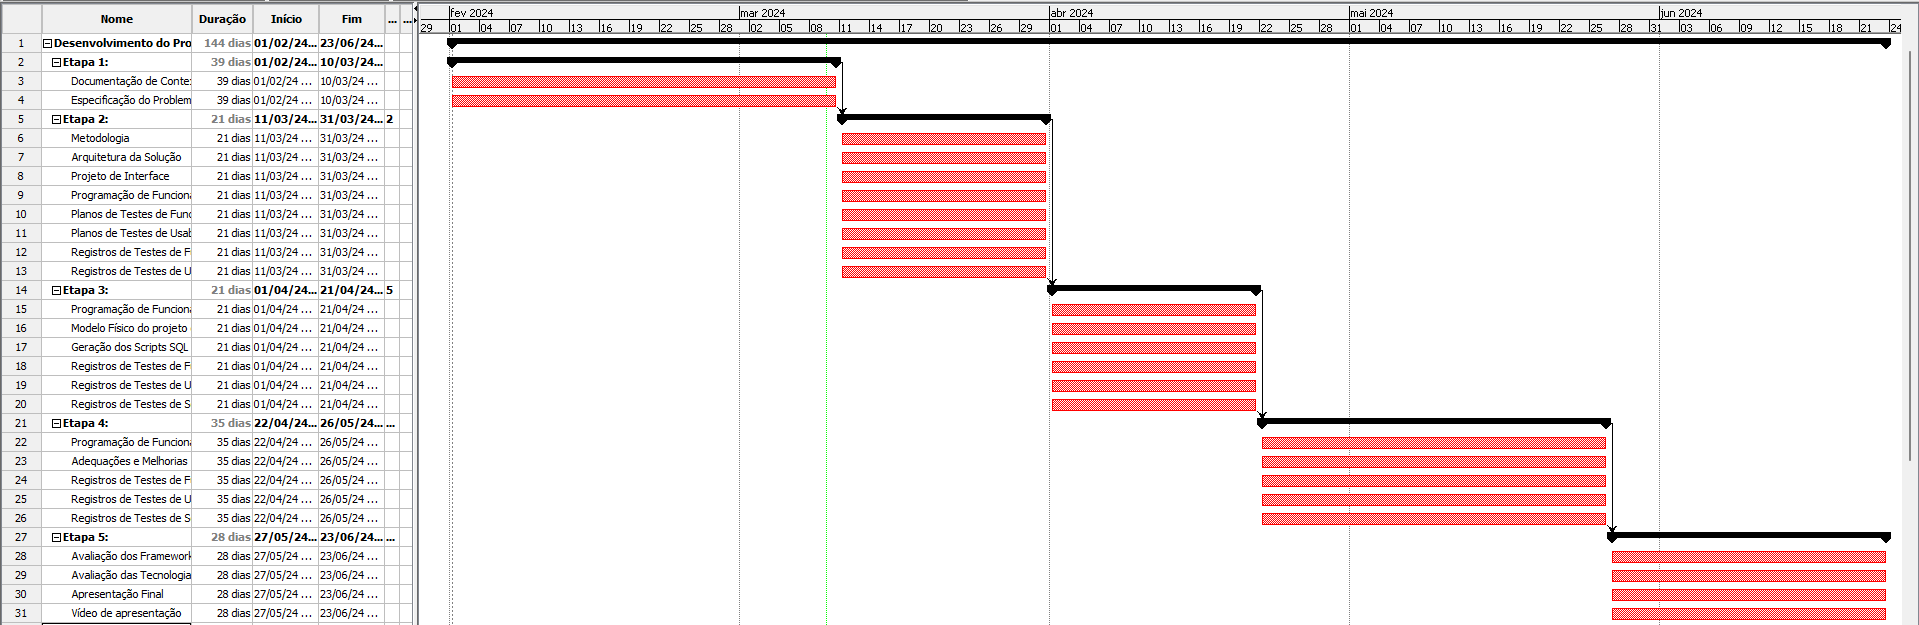 Nome Duração Início Fim ... ...
fev 2024 mar 2024 abr 2024 mai 2024 jun 2024
29 01 04 07 10 13 16 19 22 25 28 02 05 08 11 14 17 20 23 26 29 01 04 07 10 13 16 19 22 25 28 01 04 07 10 13 16 19 22 25 28 31 03 06 09 12 15 18 21 24
1 Desenvolvimento do Pro 144 dias 01/02/24... 23/06/24...
2 Etapa 1: 39 dias 01/02/24... 10/03/24...
3 Documentação de Conte 39 dias 01/02/24 ... 10/03/24 ...
4 Especificação do Problem 39 dias 01/02/24 ... 10/03/24 ...
5 Etapa 2: 21 dias 11/03/24... 31/03/24... 2
6 Metodologia 21 dias 11/03/24 ... 31/03/24 ...
7 Arquitetura da Solução 21 dias 11/03/24 ... 31/03/24 ...
8 Projeto de Interface 21 dias 11/03/24 ... 31/03/24 ...
9 Programação de Funcion 21 dias 11/03/24 ... 31/03/24 ...
10 Planos de Testes de Func 21 dias 11/03/24 ... 31/03/24 ...
11 Planos de Testes de Usab 21 dias 11/03/24 ... 31/03/24 ...
12 Registros de Testes de F 21 dias 11/03/24 ... 31/03/24 ...
13 Registros de Testes de U 21 dias 11/03/24 ... 31/03/24 ...
14 Etapa 3: 21 dias 01/04/24... 21/04/24... 5
15 Programação de Funcion 21 dias 01/04/24 ... 21/04/24 ...
16 Modelo Físico do projeto 21 dias 01/04/24 ... 21/04/24 ...
17 Geração dos Scripts SQL 21 dias 01/04/24 ... 21/04/24 ...
18 Registros de Testes de F 21 dias 01/04/24 ... 21/04/24 ...
19 Registros de Testes de U 21 dias 01/04/24 ... 21/04/24 ...
20 Registros de Testes de S 21 dias 01/04/24 ... 21/04/24 ...
21 Etapa 4: 35 dias 22/04/24... 26/05/24... ...
22 Programação de Funcion 35 dias 22/04/24 ... 26/05/24 ...
23 Adequações e Melhorias 35 dias 22/04/24 ... 26/05/24 ...
24 Registros de Testes de F 35 dias 22/04/24 ... 26/05/24 ...
25 Registros de Testes de U 35 dias 22/04/24 ... 26/05/24 ...
26 Registros de Testes de S 35 dias 22/04/24 ... 26/05/24 ...
27 Etapa 5: 28 dias 27/05/24... 23/06/24... ...
28 Avaliação dos Framework 28 dias 27/05/24 ... 23/06/24 ...
29 Avaliação das Tecnologia 28 dias 27/05/24 ... 23/06/24 ...
30 Apresentação Final 28 dias 27/05/24 ... 23/06/24 ...
31 Vídeo de apresentação 28 dias 27/05/24 ... 23/06/24 ...